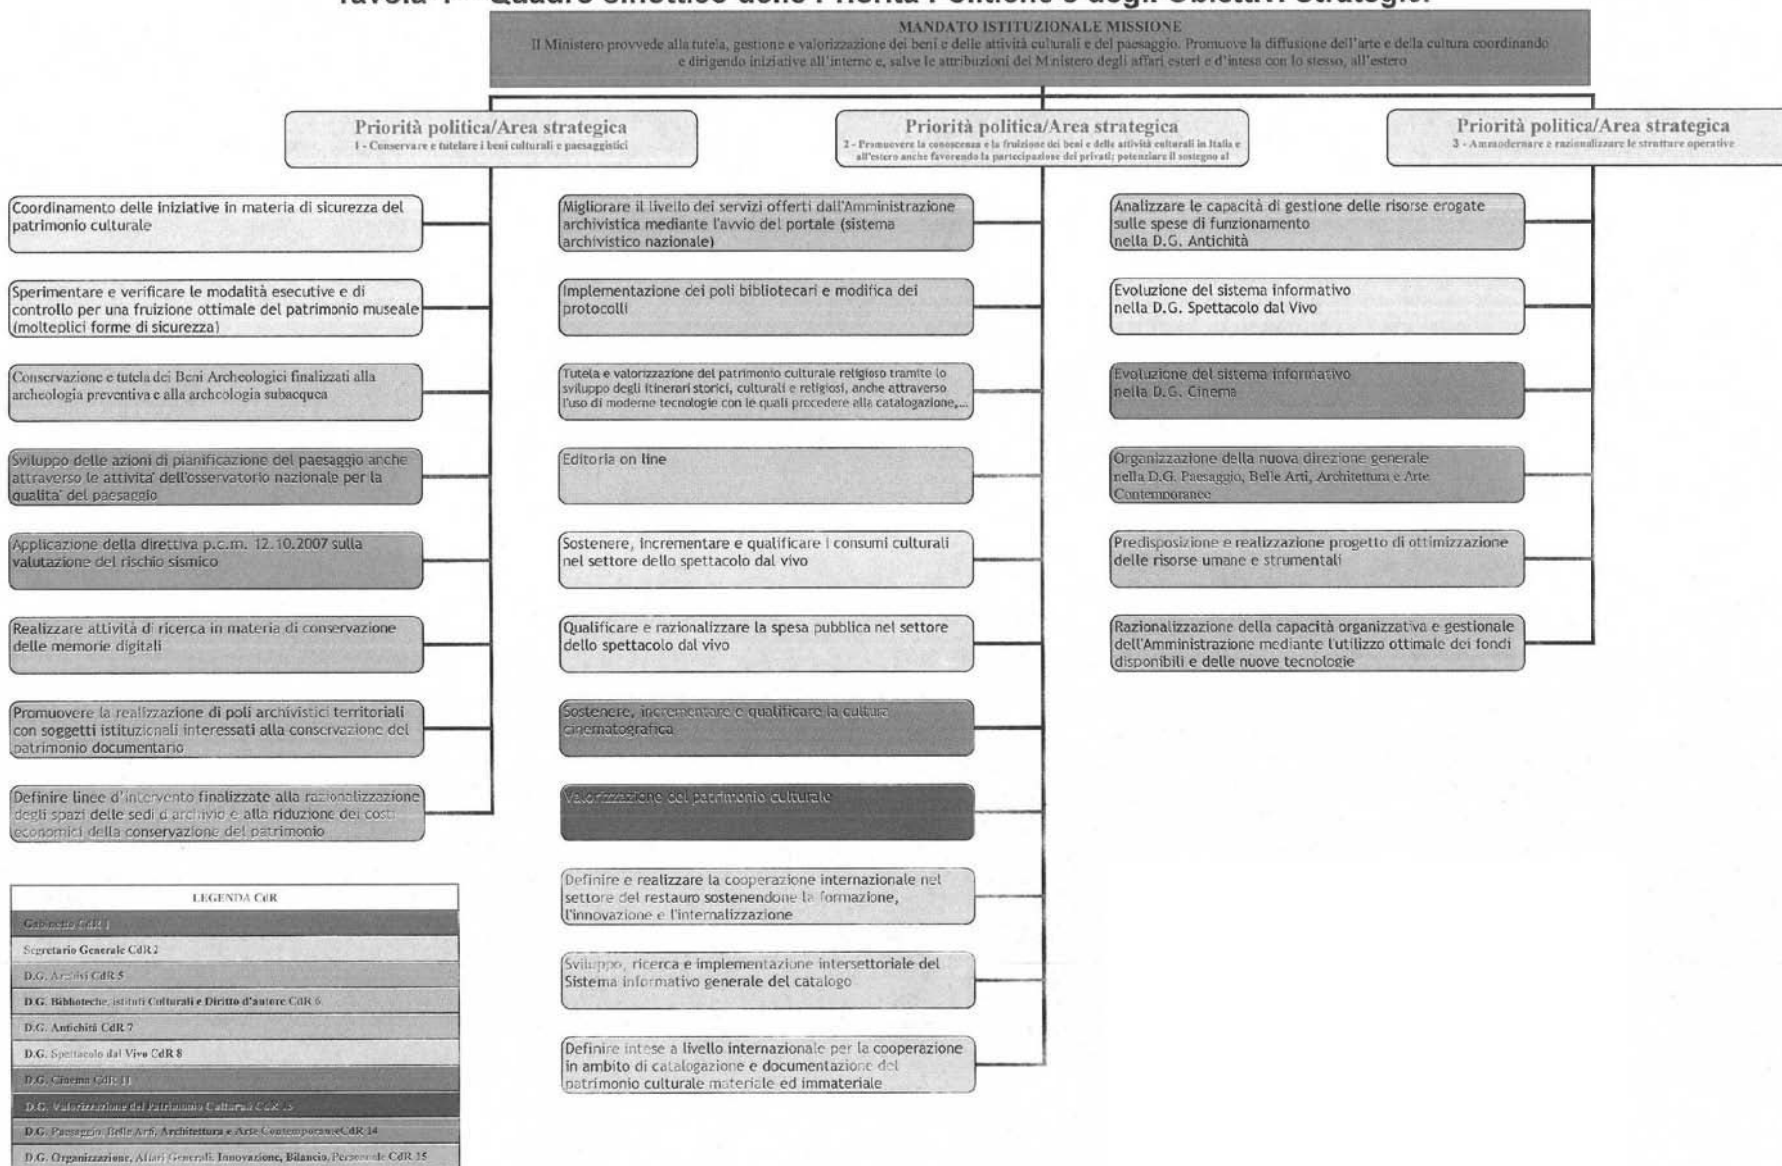 Tavola 1 – Quadro sinottico delle Priorità Politiche e degli Obiettivi Strategici
MANDATO ISTITUZIONALE MISSIONE
Il Ministero provvede alla tutela, gestione e valorizzazione dei beni e delle attività culturali e del paesaggio. Promuove la diffusione dell'arte e della cultura coordinando
e dirigendo iniziative all'interno e, salve le attribuzioni del Ministero degli affari esteri e d'intesa con lo stesso, all'estero
Priorità politica/Area strategica
1 - Conservare e tutelare i beni culturali e paesaggistici
Coordinamento delle iniziative in materia di sicurezza del
patrimonio culturale
Sperimentare e verificare le modalità esecutive e di
controllo per una fruizione ottimale del patrimonio museale
(molteplici forme di sicurezza)
Conservazione e tutela dei Beni Archeologici finalizzati alla
archeologia preventiva e alla archeologia subacquea
Sviluppo delle azioni di pianificazione del paesaggio anche
attraverso le attivita' dell'osservatorio nazionale per la
qualita' del paesaggio
Applicazione della direttiva p.c.m. 12.10.2007 sulla
valutazione del rischio sismico
Realizzare attività di ricerca in materia di conservazione
delle memorie digitali
Promuovere la realizzazione di poli archivistici territoriali
con soggetti istituzionali interessati alla conservazione del
patrimonio documentario
Definire linee d'intervento finalizzate alla razionalizzazione
degli spazi delle sedi d'archivio e alla riduzione dei costi
economici della conservazione del patrimonio
Priorità politica/Area strategica
2 - Promuovere la conoscenza e la fruizione dei beni e delle attività culturali in Italia e
all'estero anche favorendo la partecipazione dei privati; potenziare il sostegno al
Migliorare il livello dei servizi offerti dall'Amministrazione
archivistica mediante l'avvio del portale (sistema
archivistico nazionale)
Implementazione dei poli bibliotecari e modifica dei
protocolli
Tutela e valorizzazione del patrimonio culturale religioso tramite lo
sviluppo degli itinerari storici, culturali e religiosi, anche attraverso
l'uso di moderne tecnologie con le quali procedere alla catalogazione,...
Editoria on line
Sostenere, incrementare e qualificare i consumi culturali
nel settore dello spettacolo dal vivo
Qualificare e razionalizzare la spesa pubblica nel settore
dello spettacolo dal vivo
Sostenere, incrementare e qualificare la cultura
cinematografica
Valorizzazione del patrimonio culturale
Definire e realizzare la cooperazione internazionale nel
settore del restauro sostenendone la formazione,
l'innovazione e l'internalizzazione
Sviluppo, ricerca e implementazione intersettoriale del
Sistema informativo generale del catalogo
Definire intese a livello internazionale per la cooperazione
in ambito di catalogazione e documentazione del
patrimonio culturale materiale ed immateriale
Priorità politica/Area strategica
3 - Ammodernare e razionalizzare le strutture operative
Analizzare le capacità di gestione delle risorse erogate
sulle spese di funzionamento
nella D.G. Antichità
Evoluzione del sistema informativo
nella D.G. Spettacolo dal Vivo
Evoluzione del sistema informativo
nella D.G. Cinema
Organizzazione della nuova direzione generale
nella D.G. Paesaggio, Belle Arti, Architettura e Arte
Contemporanee
Predisposizione e realizzazione progetto di ottimizzazione
delle risorse umane e strumentali
Razionalizzazione della capacità organizzativa e gestionale
dell'Amministrazione mediante l'utilizzo ottimale dei fondi
disponibili e delle nuove tecnologie
LEGENDA CdR
Gabinetto CdR 1
Segretario Generale CdR 2
D.G. Archivi CdR 5
D.G. Biblioteche, istituti Culturali e Diritto d'autore CdR 6
D.G. Antichità CdR 7
D.G. Spettacolo dal Vivo CdR 8
D.G. Cinema CdR 11
D.G. Valorizzazione del Patrimonio Culturale CdR
D.G. Paesaggio, Belle Arti, Architettura e Arte ContemporaneeCdR 14
D.G. Organizzazione, Affari Generali, Innovazione, Bilancio, Personale CdR 15